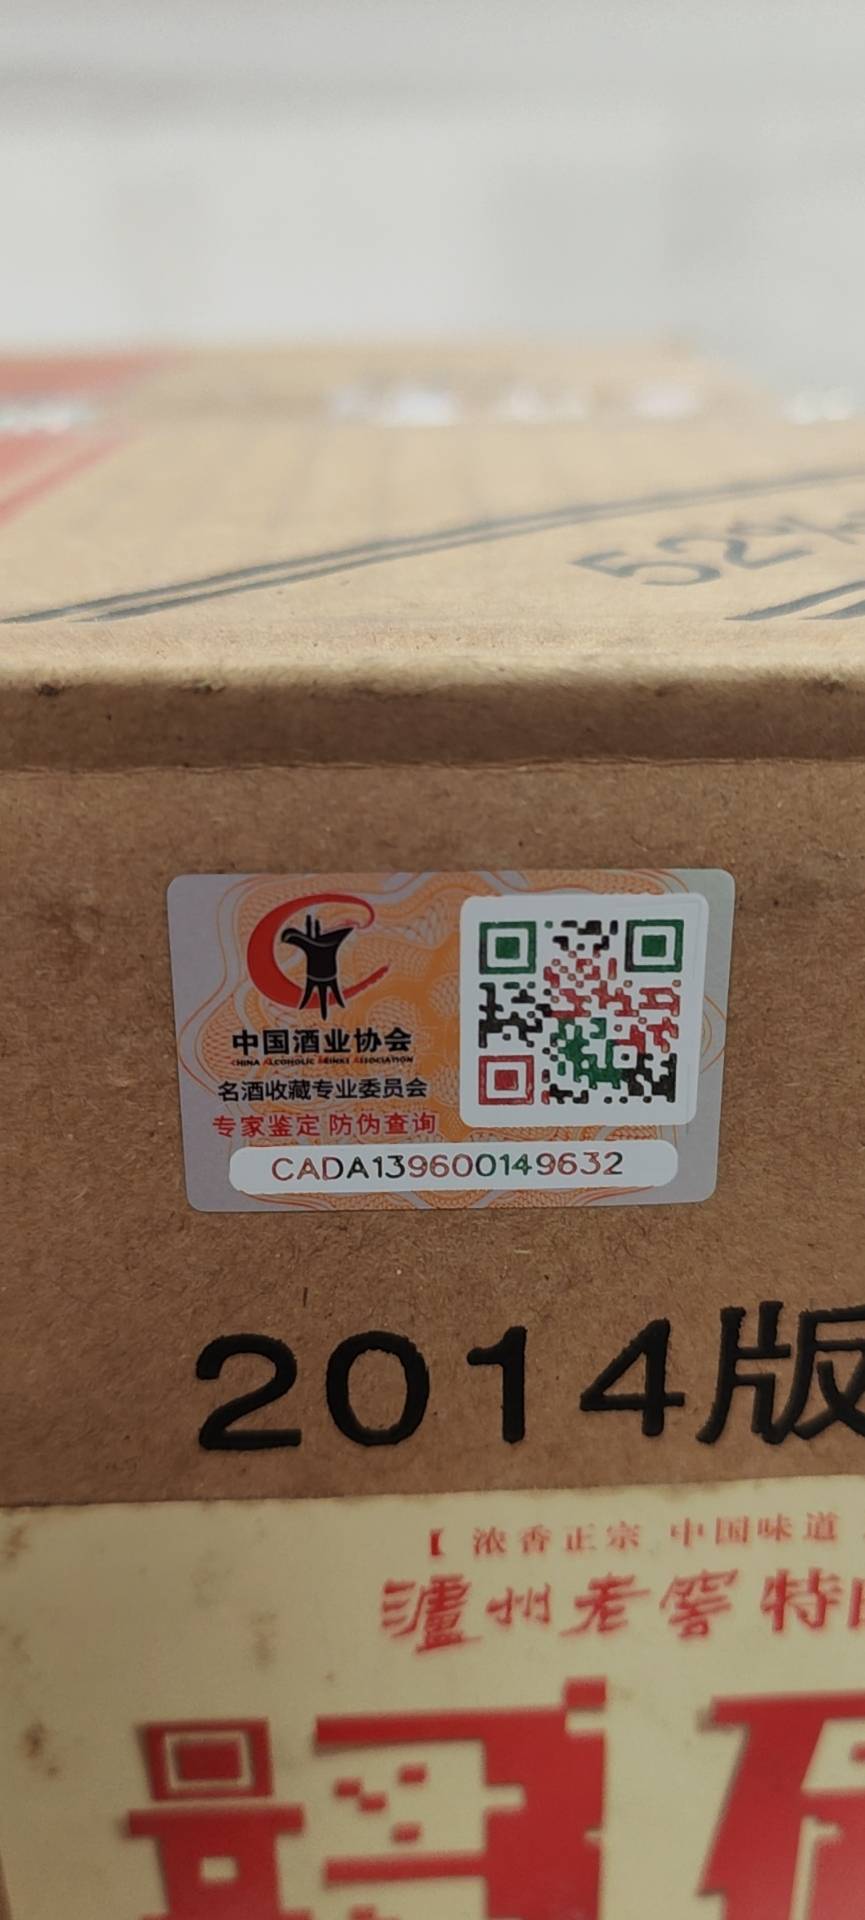 52%
中国酒业协会
CHINA ALCOHOLIC DRINKS ASSOCIATION
名酒收藏专业委员会
专家鉴定 防伪查询
CADA139600149632
2014版
【浓香正宗 中国味道
泸州老窖 特